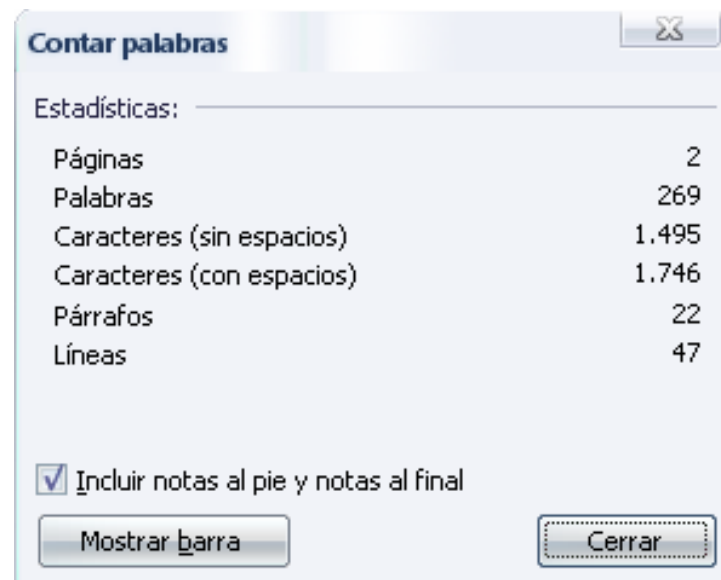 Contar palabras
Estadísticas:
Páginas 2
Palabras 269
Caracteres (sin espacios) 1.495
Caracteres (con espacios) 1.746
Párrafos 22
Líneas 47
Incluir notas al pie y notas al final
Mostrar barra Cerrar